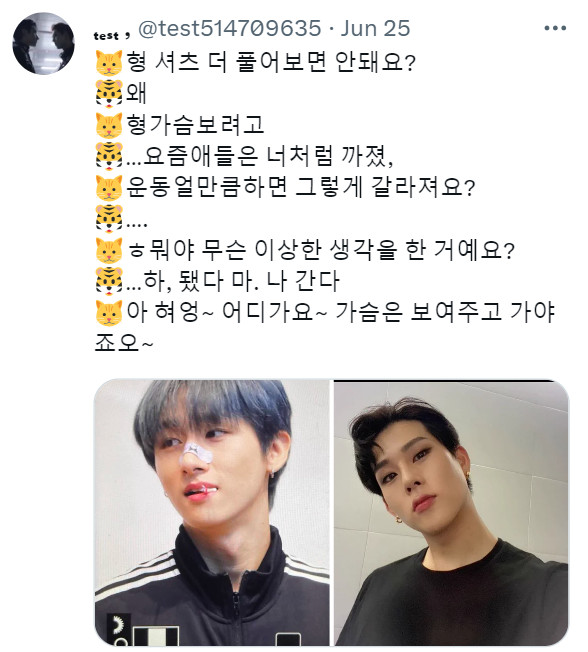 test , @test514709635 · Jun 25 ...
🐱형 셔츠 더 풀어보면 안돼요?
🐯왜
🐱형가슴보려고
🐯...요즘애들은 너처럼 까졌,
🐱운동얼만큼하면 그렇게 갈라져요?
🐯....
🐱ㅎ뭐야 무슨 이상한 생각을 한 거예요?
🐯...하, 됐다 마. 나 간다
🐱아 혀엉~ 어디가요~ 가슴은 보여주고 가야
죠오~